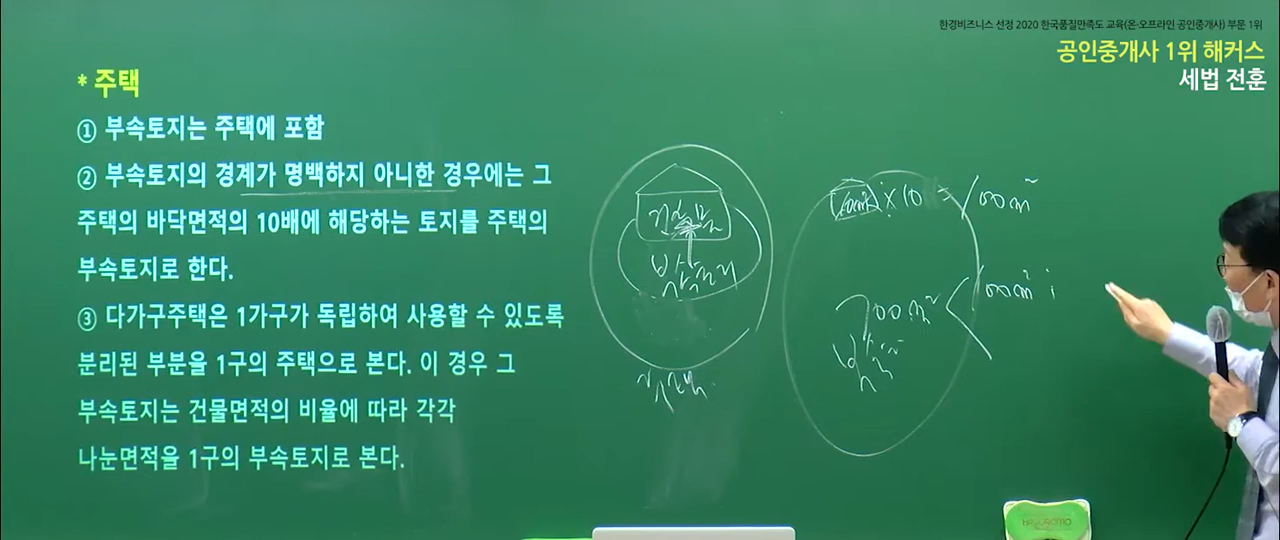 한경비즈니스 선정 2020 한국품질만족도 교육(온·오프라인 공인중개사) 부문 1위
공인중개사 1위 해커스
세법 전훈
* 주택
① 부속토지는 주택에 포함
② 부속토지의 경계가 명백하지 아니한 경우에는 그
주택의 바닥면적의 10배에 해당하는 토지를 주택의
부속토지로 한다.
③ 다가구주택은 1가구가 독립하여 사용할 수 있도록
분리된 부분을 1구의 주택으로 본다. 이 경우 그
부속토지는 건물면적의 비율에 따라 각각
나눈면적을 1구의 부속토지로 본다.
건물
× 10 = 100㎡
100㎡
HAGOROMO